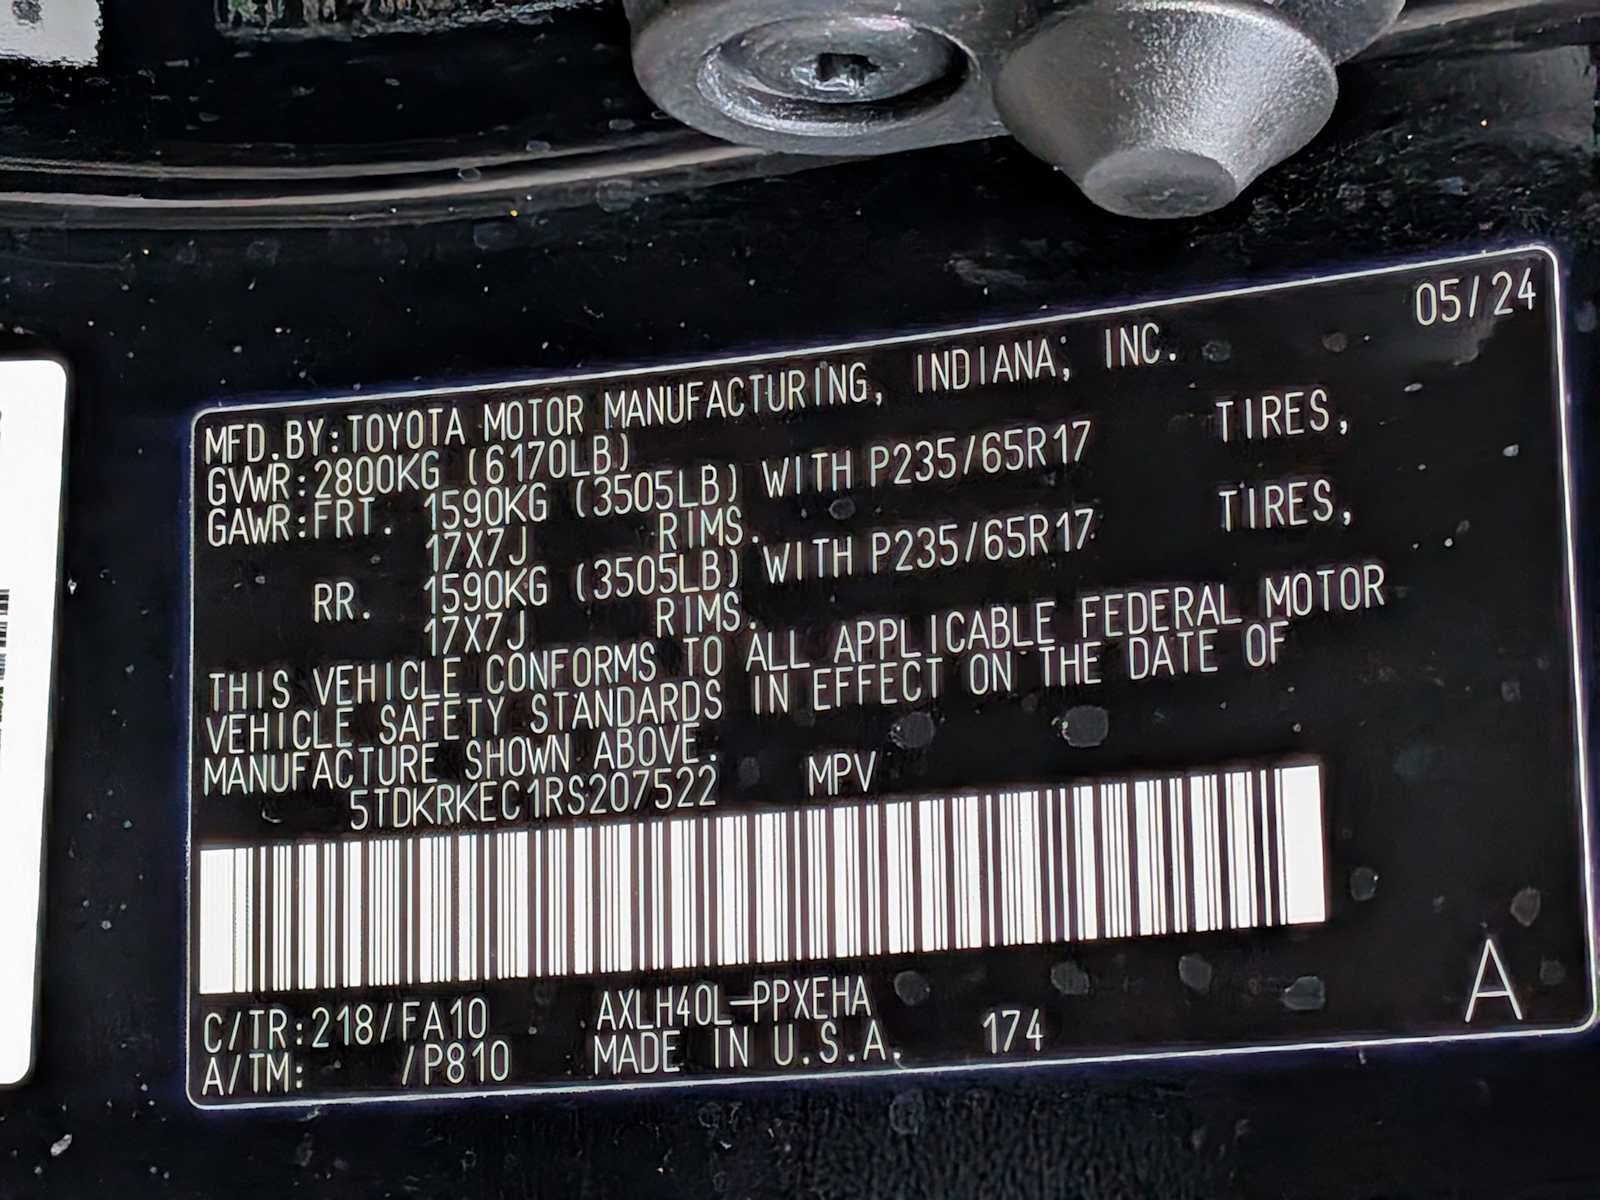 05/24
MFD.BY:TOYOTA MOTOR MANUFACTURING, INDIANA, INC.
GVWR:2800KG (6170LB)
GAWR:FRT. 1590KG (3505LB) WITH P235/65R17 TIRES,
17X7J RIMS.
RR. 1590KG (3505LB) WITH P235/65R17 TIRES,
17X7J RIMS.
THIS VEHICLE CONFORMS TO ALL APPLICABLE FEDERAL MOTOR
VEHICLE SAFETY STANDARDS IN EFFECT ON THE DATE OF
MANUFACTURE SHOWN ABOVE.
5TDKRKEC1RS207522 MPV
C/TR:218/FA10 AXLH40L-PPXEHA
A/TM: /P810 MADE IN U.S.A. 174
A